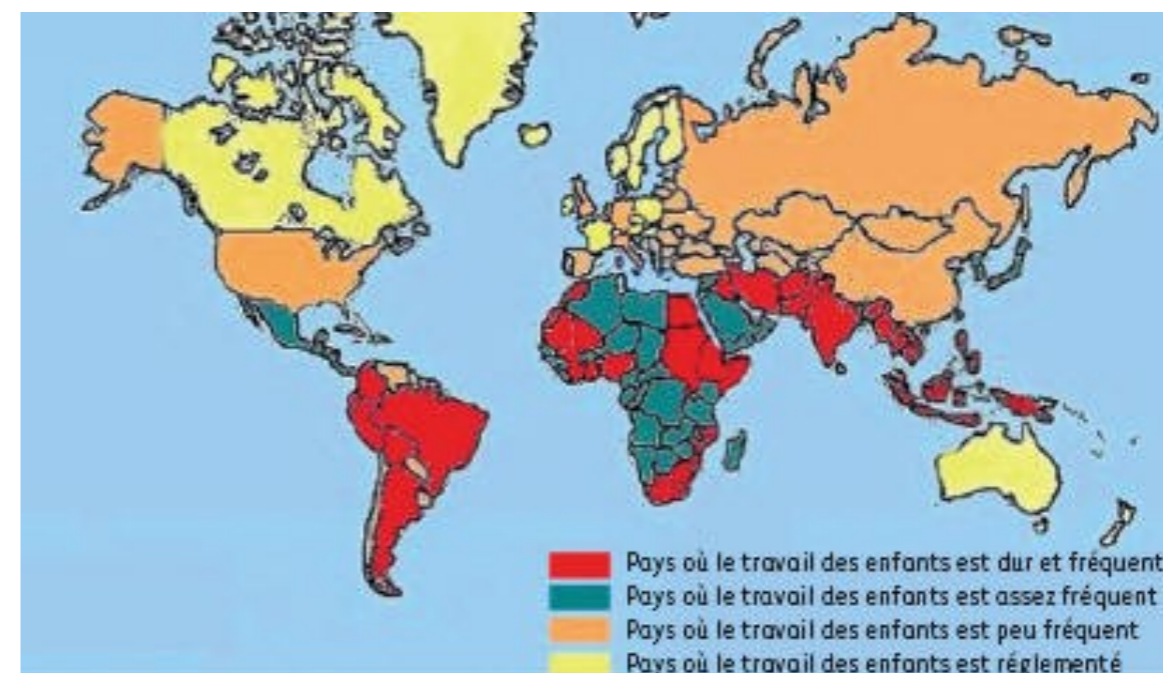 Pays où le travail des enfants est dur et fréquent
Pays où le travail des enfants est assez fréquent
Pays où le travail des enfants est peu fréquent
Pays où le travail des enfants est réglementé